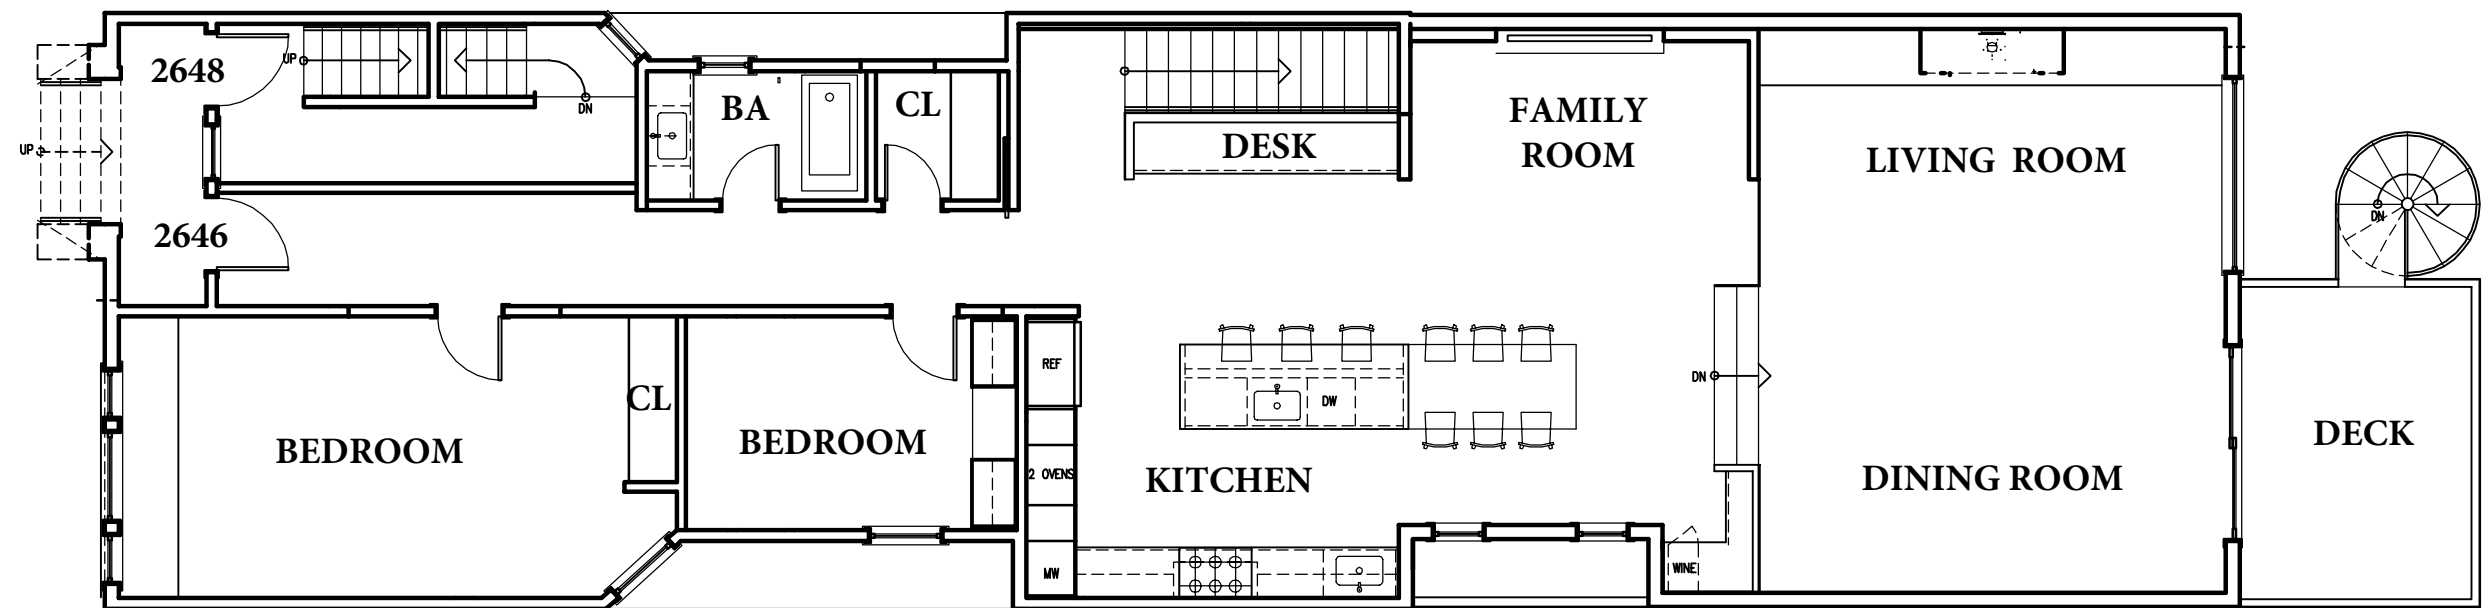 2648
UP
DN
UP
2646
BA
CL
DESK
FAMILY
ROOM
LIVING ROOM
DN
BEDROOM
CL
BEDROOM
REF
2 OVENS
MW
DW
KITCHEN
DN
WINE
DINING ROOM
DECK